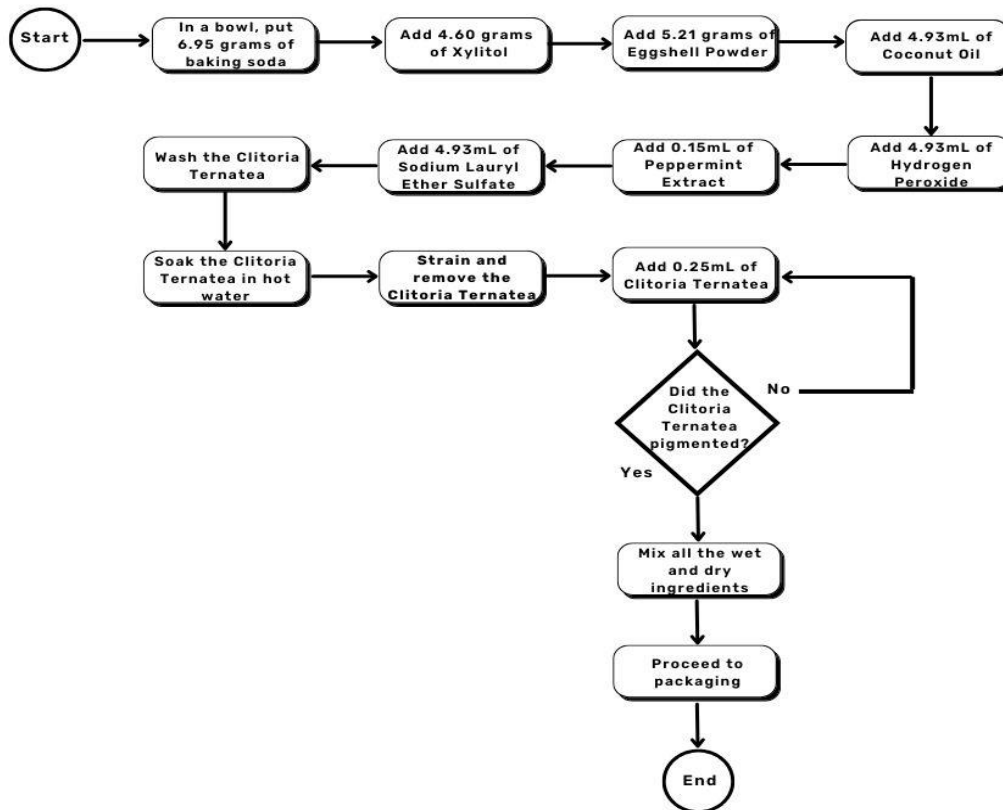 Start
In a bowl, put
6.95 grams of
baking soda
Add 4.60 grams
of Xylitol
Add 5.21 grams of
Eggshell Powder
Add 4.93mL of
Coconut Oil
Add 4.93mL of
Hydrogen
Peroxide
Add 0.15mL of
Peppermint
Extract
Add 4.93mL of
Sodium Lauryl
Ether Sulfate
Wash the Clitoria
Ternatea
Soak the Clitoria
Ternatea in hot
water
Strain and
remove the
Clitoria Ternatea
Add 0.25mL of
Clitoria Ternatea
Did the
Clitoria
Ternatea
pigmented?
No
Yes
Mix all the wet
and dry
ingredients
Proceed to
packaging
End